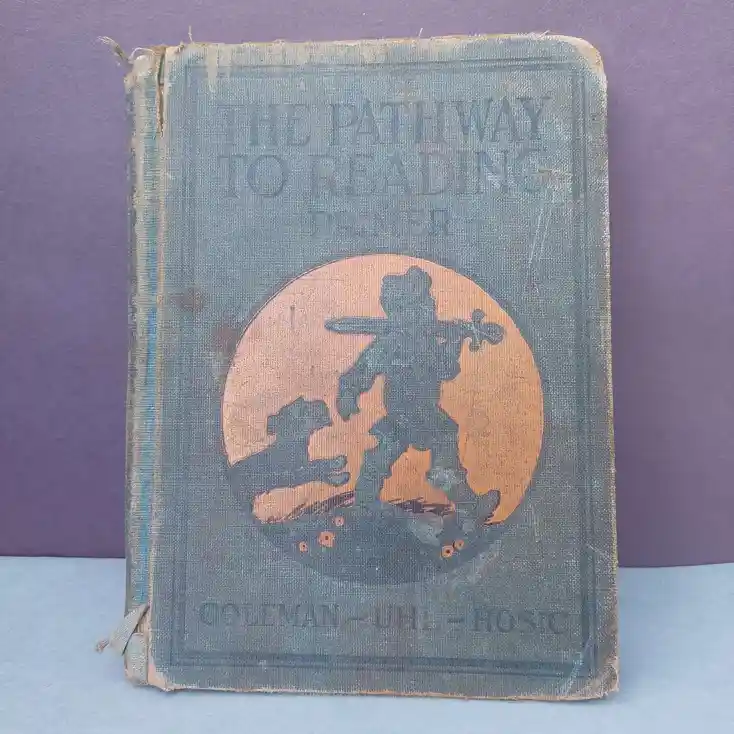 THE PATHWAY
TO READING
PRIMER
COLEMAN – UHL – HOSIC